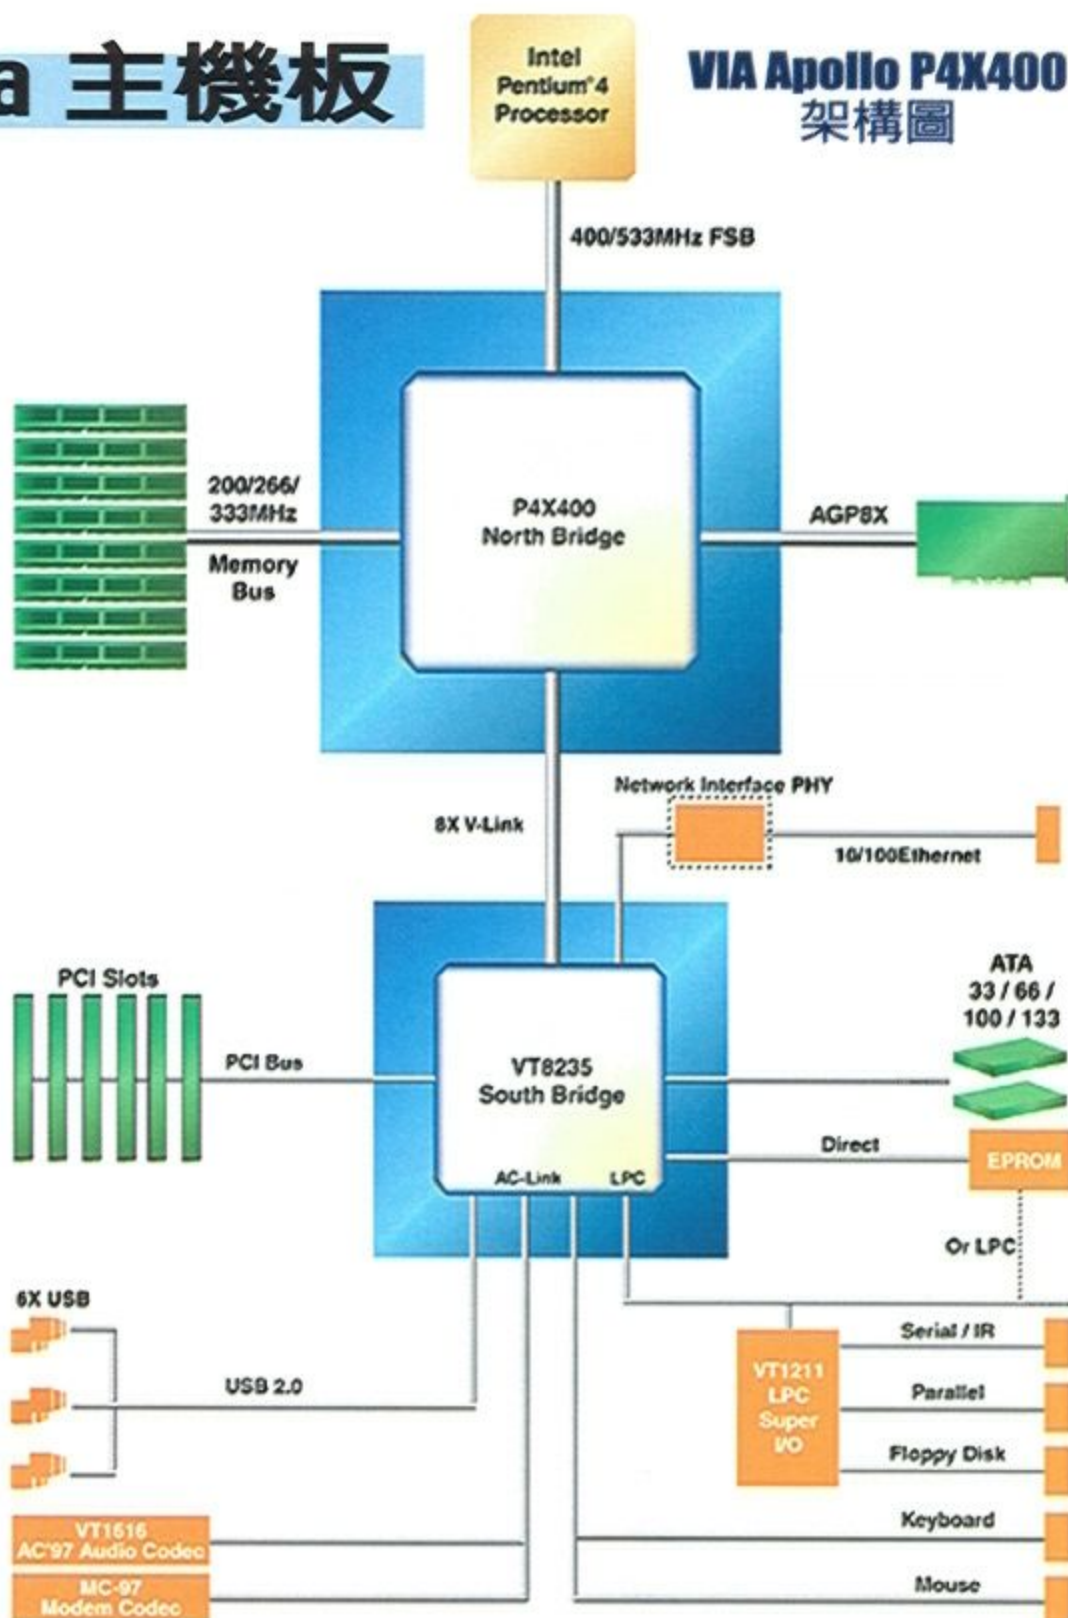 a 主機板
VIA Apollo P4X400
架構圖
Intel
Pentium®4
Processor
400/533MHz FSB
200/266/
333MHz
Memory
Bus
P4X400
North Bridge
AGP8X
8X V-Link
Network Interface PHY
10/100Ethernet
PCI Slots
PCI Bus
VT8235
South Bridge
AC-Link
LPC
ATA
33 / 66 /
100 / 133
Direct
EPROM
Or LPC
6X USB
USB 2.0
VT1211
LPC
Super
I/O
Serial / IR
Parallel
Floppy Disk
Keyboard
Mouse
VT1616
AC'97 Audio Codec
MC-97
Modem Codec